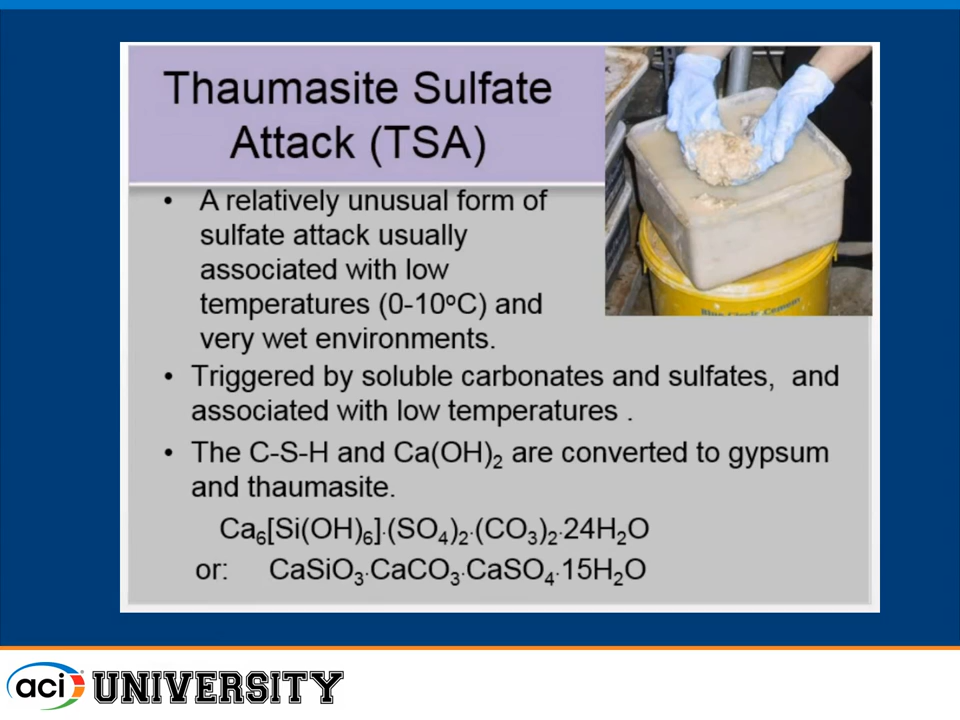 Thaumasite Sulfate
Attack (TSA)
• A relatively unusual form of
sulfate attack usually
associated with low
temperatures (0-10ºC) and
very wet environments.
• Triggered by soluble carbonates and sulfates, and
associated with low temperatures .
• The C-S-H and Ca(OH)₂ are converted to gypsum
and thaumasite.
Ca₆[Si(OH)₆]·(SO₄)₂·(CO₃)₂·24H₂O
or: CaSiO₃·CaCO₃·CaSO₄·15H₂O
Blue Circle Cement
aci UNIVERSITY